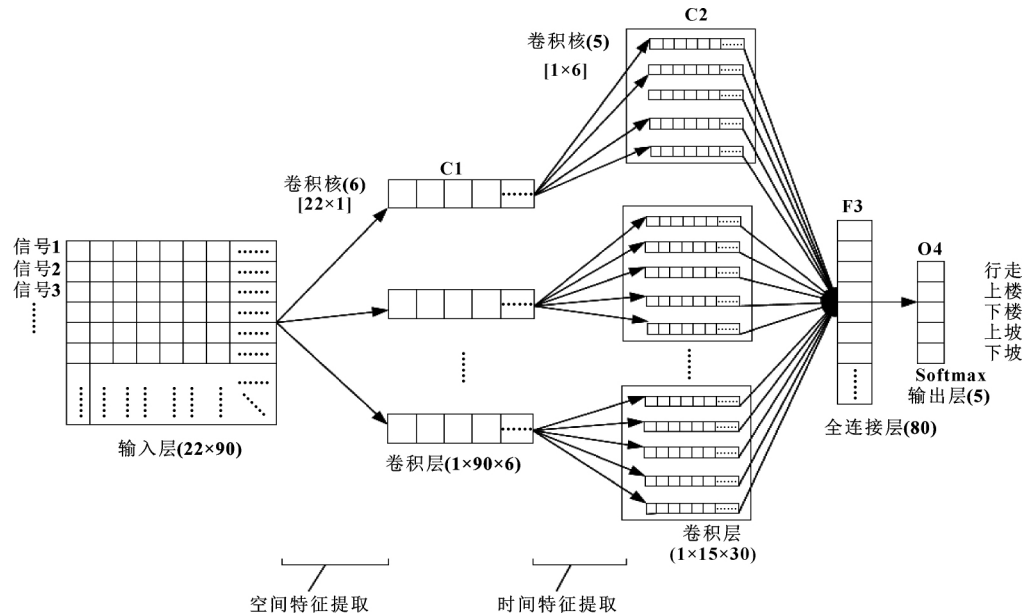 C2
卷积核(5)
[1×6]
C1
卷积核(6)
[22×1]
F3
O4
信号1
信号2
信号3
行走
上楼
下楼
上坡
下坡
Softmax
输出层(5)
全连接层(80)
输入层(22×90)
卷积层(1×90×6)
卷积层
(1×15×30)
空间特征提取
时间特征提取